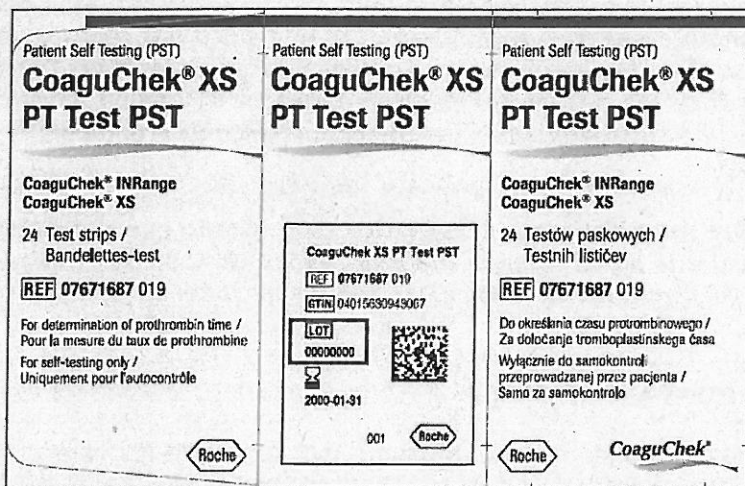 Patient Self Testing (PST)
CoaguChek® XS
PT Test PST
CoaguChek® INRange
CoaguChek® XS
24 Test strips /
Bandelettes-test
REF 07671687 019
For determination of prothrombin time /
Pour la mesure du taux de prothrombine
For self-testing only /
Uniquement pour l'autocontrôle
Roche
Patient Self Testing (PST)
CoaguChek® XS
PT Test PST
CoaguChek XS PT Test PST
REF 07671687 019
GTIN 04015630943067
LOT
00000000
2000-01-31
001
Roche
Patient Self Testing (PST)
CoaguChek® XS
PT Test PST
CoaguChek® INRange
CoaguChek® XS
24 Testów paskowych /
Testnih lističev
REF 07671687 019
Do określania czasu protrombinowego /
Za določanje tromboplastinskega časa
Wyłącznie do samokontroli
przeprowadzanej przez pacjenta /
Samo za samokontrolo
Roche
CoaguChek®